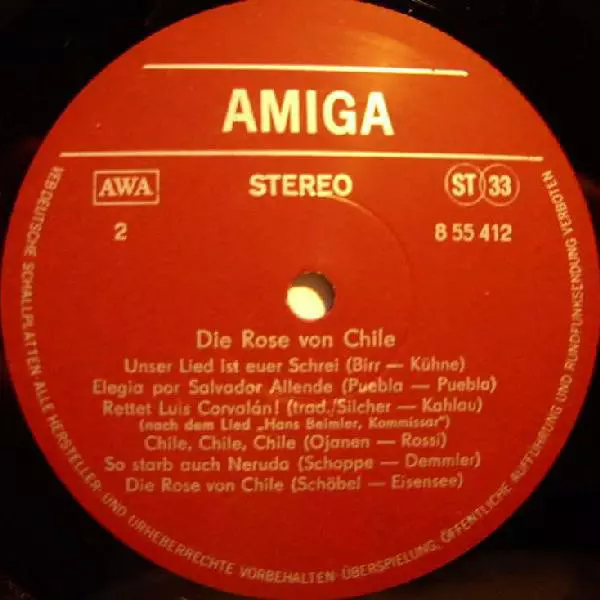 AMIGA
AWA STEREO ST 33
2 8 55 412
Die Rose von Chile
Unser Lied ist euer Schrei (Birr — Kühne)
Elegia por Salvador Allende (Puebla — Puebla)
Rettet Luis Corvalán! (trad./Silcher — Kahlau)
(nach dem Lied „Hans Beimler, Kommissar“)
Chile, Chile, Chile (Ojanen — Rossi)
So starb auch Neruda (Schoppe — Demmler)
Die Rose von Chile (Schöbel — Eisensee)
VEB DEUTSCHE SCHALLPLATTEN ALLE HERSTELLER- UND URHEBERRECHTE VORBEHALTEN · ÜBERSPIELUNG, ÖFFENTLICHE AUFFÜHRUNG UND RUNDFUNKSENDUNG VERBOTEN